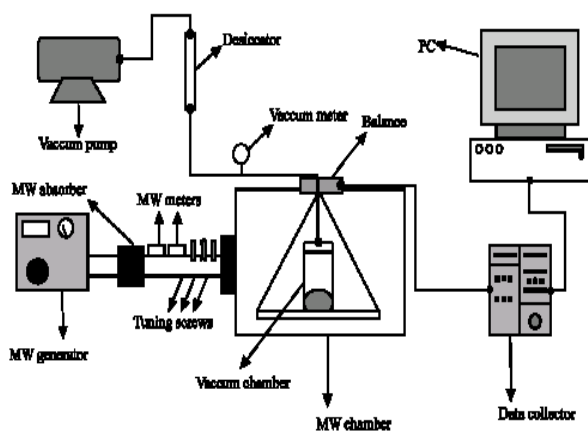 Desiccator
PC
Vaccum pump
Vaccum meter
Balance
MW absorber
MW meters
MW generator
Tuning screws
Vaccum chamber
MW chamber
Data collector